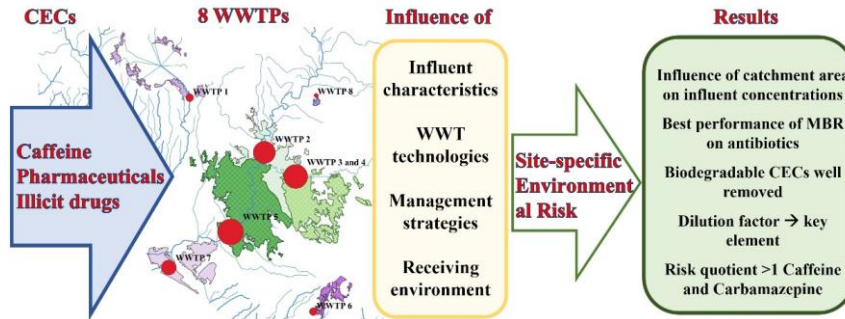 CECs
8 WWTPs
Influence of
Results
Caffeine
Pharmaceuticals
Illicit drugs
WWTP 1
WWTP 8
WWTP 2
WWTP 3 and 4
WWTP 5
WWTP 7
WWTP 6
Influent
characteristics
WWT
technologies
Management
strategies
Receiving
environment
Site-specific
Environment
al Risk
Influence of catchment area
on influent concentrations
Best performance of MBR
on antibiotics
Biodegradable CECs well
removed
Dilution factor → key
element
Risk quotient >1 Caffeine
and Carbamazepine